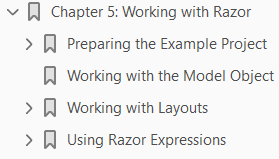 Chapter 5: Working with Razor
Preparing the Example Project
Working with the Model Object
Working with Layouts
Using Razor Expressions